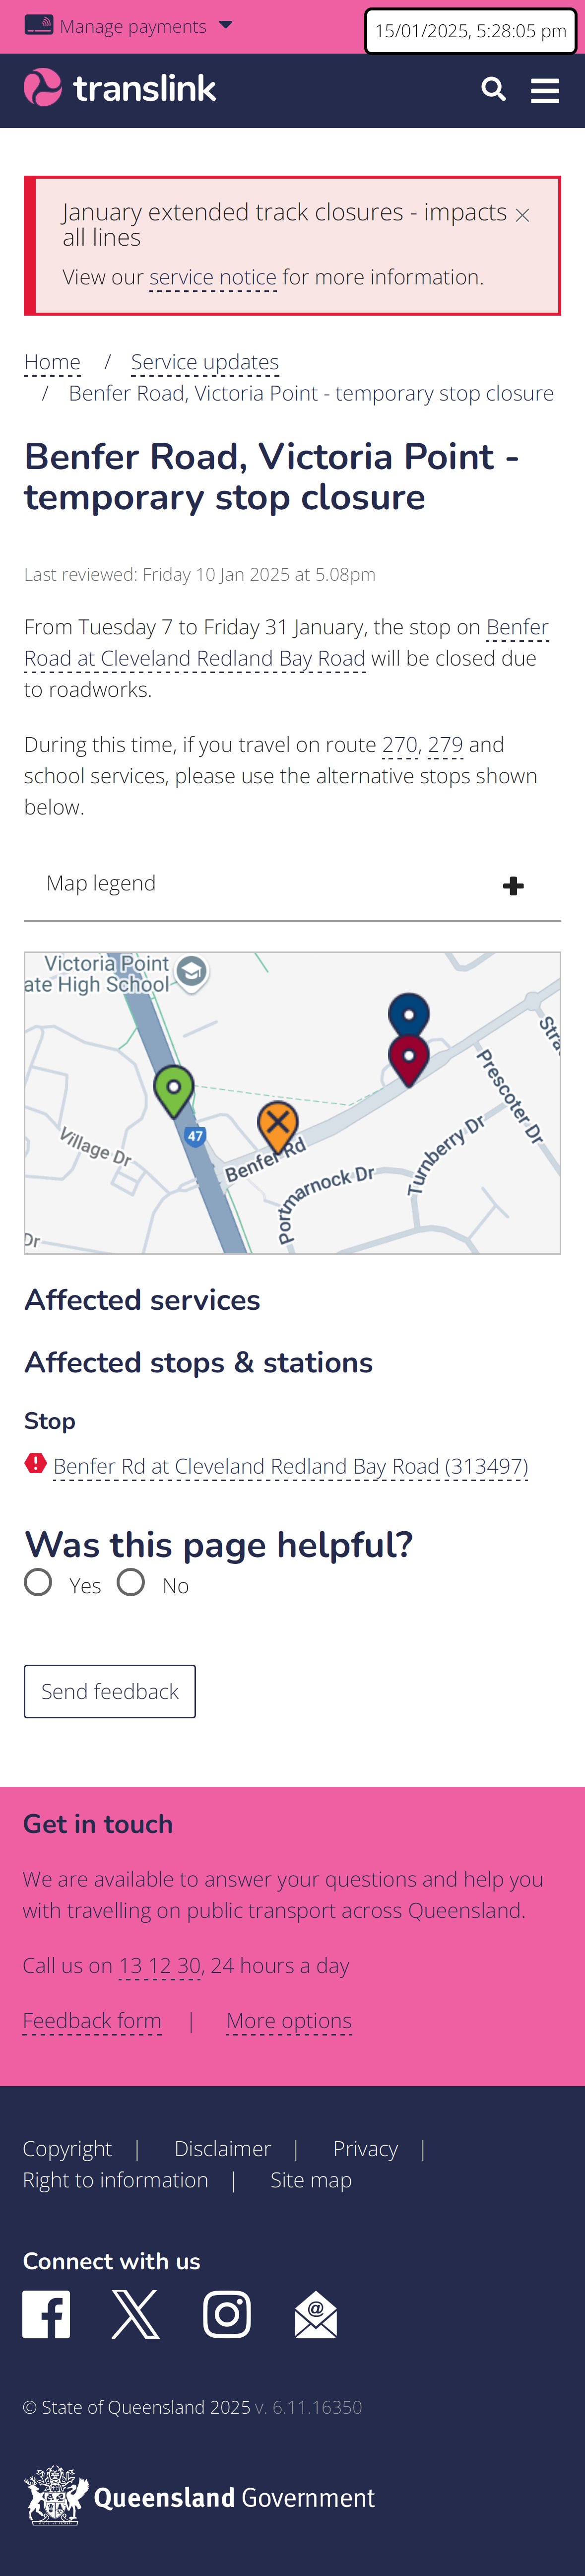 Manage payments
15/01/2025, 5:28:05 pm
translink
January extended track closures - impacts
all lines
View our service notice for more information.
Home / Service updates
/ Benfer Road, Victoria Point - temporary stop closure
Benfer Road, Victoria Point -
temporary stop closure
Last reviewed: Friday 10 Jan 2025 at 5.08pm
From Tuesday 7 to Friday 31 January, the stop on Benfer
Road at Cleveland Redland Bay Road will be closed due
to roadworks.
During this time, if you travel on route 270, 279 and
school services, please use the alternative stops shown
below.
Map legend
Victoria Point
ate High School
Stra
Prescoter Dr
47
Village Dr
Benfer Rd
Turnberry Dr
Portmarnock Dr
Dr
Affected services
Affected stops & stations
Stop
Benfer Rd at Cleveland Redland Bay Road (313497)
Was this page helpful?
Yes No
Send feedback
Get in touch
We are available to answer your questions and help you
with travelling on public transport across Queensland.
Call us on 13 12 30, 24 hours a day
Feedback form | More options
Copyright | Disclaimer | Privacy |
Right to information | Site map
Connect with us
© State of Queensland 2025 v. 6.11.16350
Queensland Government